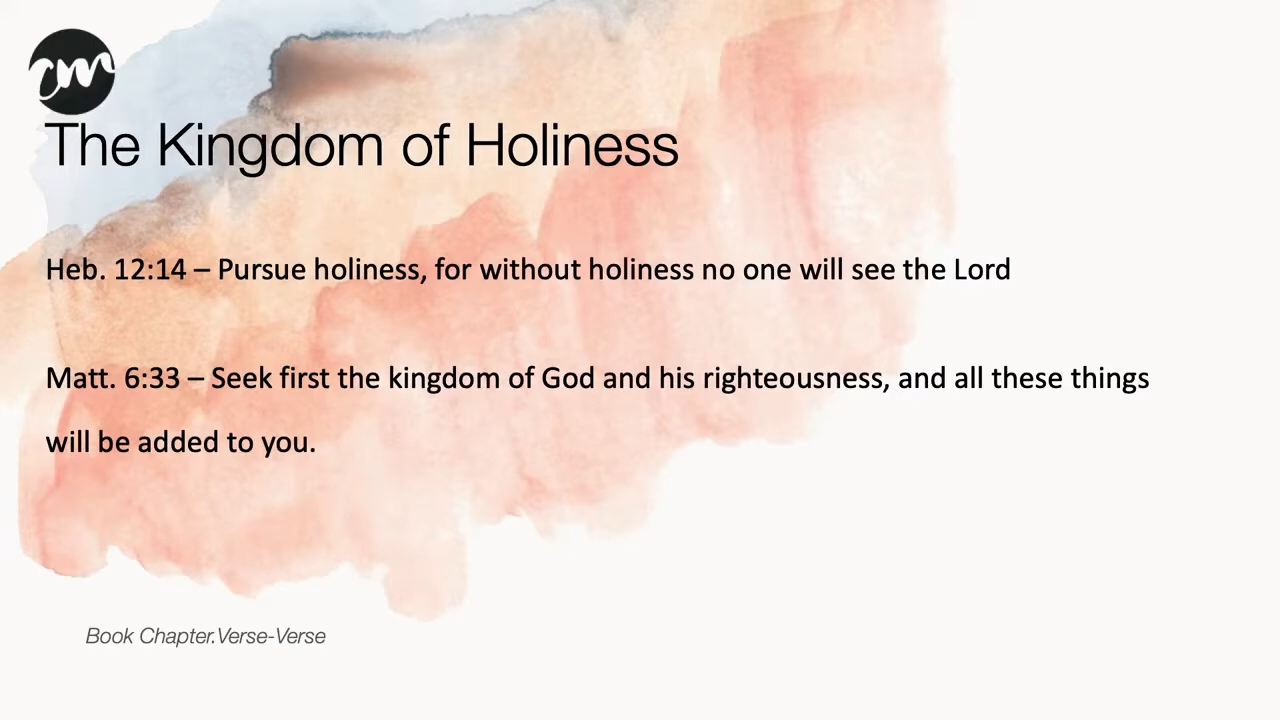 cm
The Kingdom of Holiness
Heb. 12:14 – Pursue holiness, for without holiness no one will see the Lord
Matt. 6:33 – Seek first the kingdom of God and his righteousness, and all these things
will be added to you.
Book Chapter.Verse-Verse